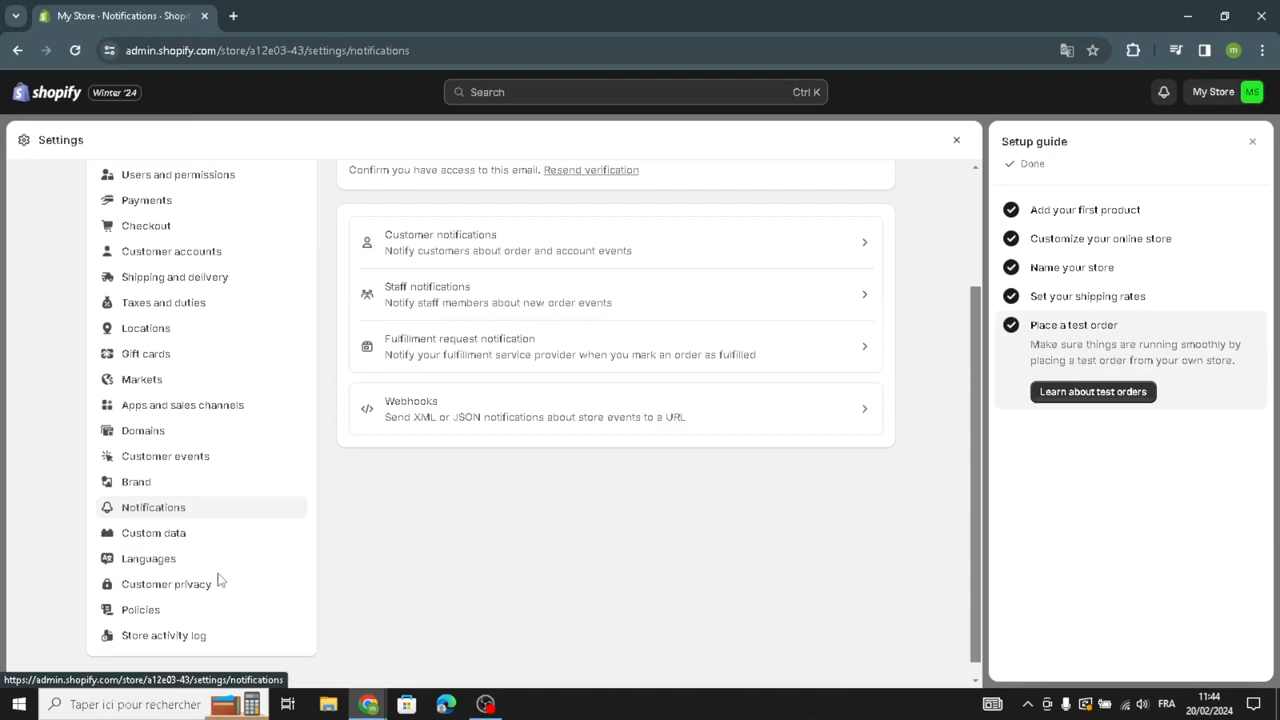 My Store · Notifications · Shopi
admin.shopify.com/store/a12e03-43/settings/notifications
shopify
Winter '24
Search
Ctrl K
My Store
MS
Settings
Users and permissions
Payments
Checkout
Customer accounts
Shipping and delivery
Taxes and duties
Locations
Gift cards
Markets
Apps and sales channels
Domains
Customer events
Brand
Notifications
Custom data
Languages
Customer privacy
Policies
Store activity log
Confirm you have access to this email. Resend verification
Customer notifications
Notify customers about order and account events
Staff notifications
Notify staff members about new order events
Fulfillment request notification
Notify your fulfillment service provider when you mark an order as fulfilled
Webhooks
Send XML or JSON notifications about store events to a URL
Setup guide
Done
Add your first product
Customize your online store
Name your store
Set your shipping rates
Place a test order
Make sure things are running smoothly by
placing a test order from your own store.
Learn about test orders
https://admin.shopify.com/store/a12e03-43/settings/notifications
Taper ici pour rechercher
FRA
11:44
20/02/2024